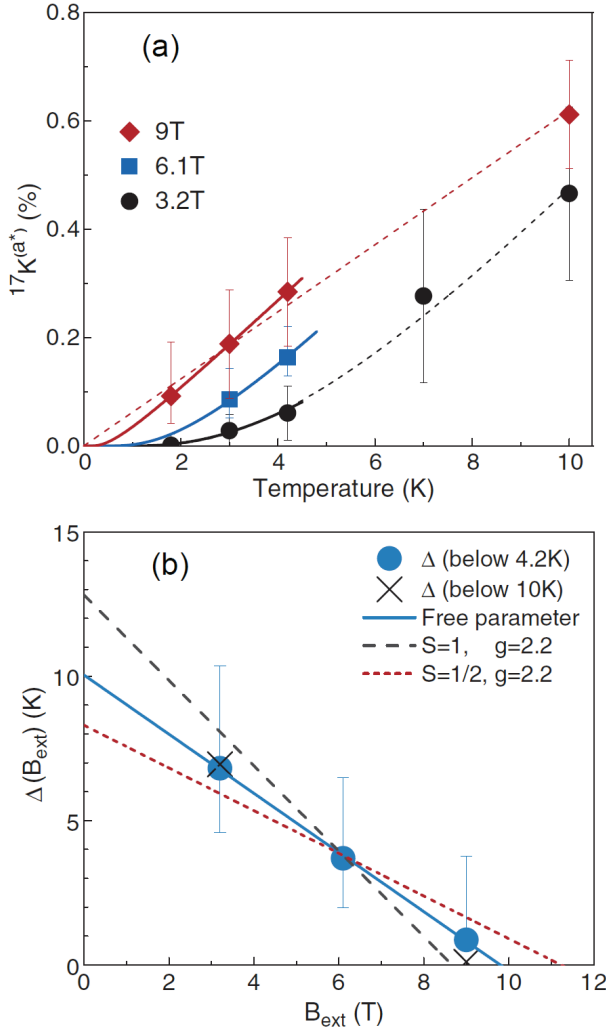 (a)
0.8
0.6
0.4
0.2
0.0
¹⁷K⁽ᵃ*⁾ (%)
9T
6.1T
3.2T
0 2 4 6 8 10
Temperature (K)
(b)
15
10
5
0
Δ (Bext) (K)
Δ (below 4.2K)
Δ (below 10K)
Free parameter
S=1, g=2.2
S=1/2, g=2.2
0 2 4 6 8 10 12
Bext (T)